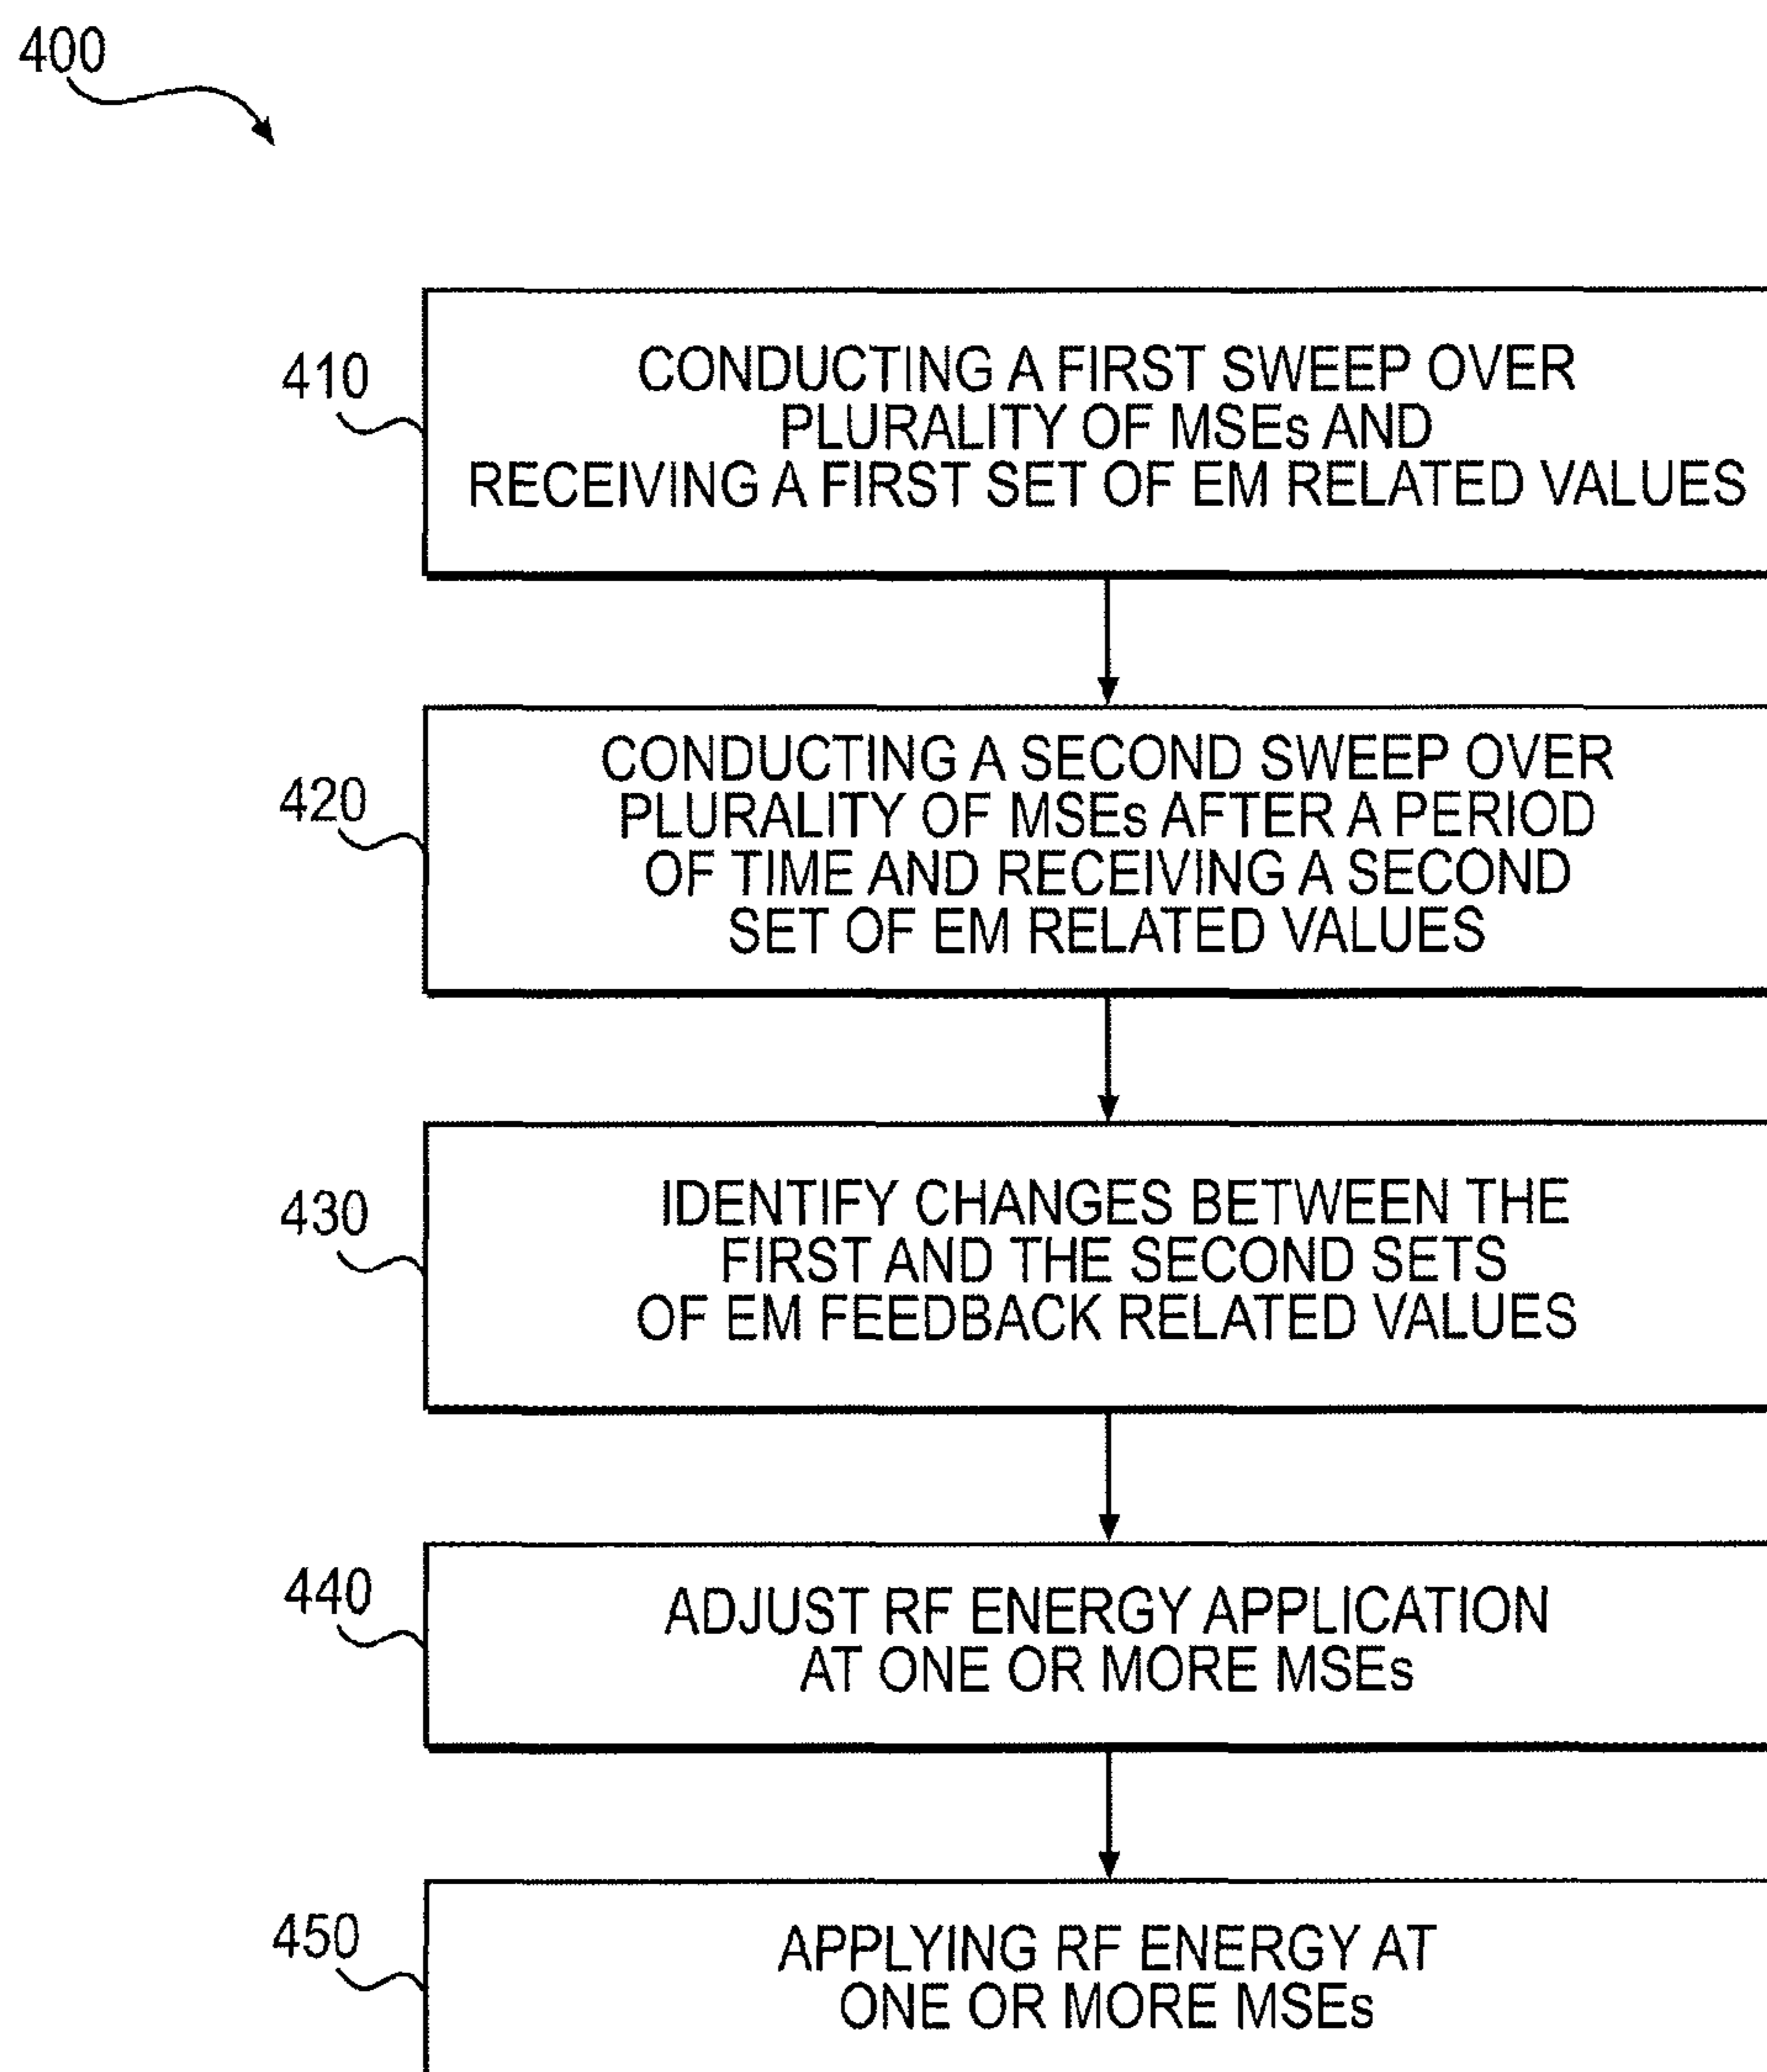 400
410
CONDUCTING A FIRST SWEEP OVER
PLURALITY OF MSEs AND
RECEIVING A FIRST SET OF EM RELATED VALUES
420
CONDUCTING A SECOND SWEEP OVER
PLURALITY OF MSEs AFTER A PERIOD
OF TIME AND RECEIVING A SECOND
SET OF EM RELATED VALUES
430
IDENTIFY CHANGES BETWEEN THE
FIRST AND THE SECOND SETS
OF EM FEEDBACK RELATED VALUES
440
ADJUST RF ENERGY APPLICATION
AT ONE OR MORE MSEs
450
APPLYING RF ENERGY AT
ONE OR MORE MSEs